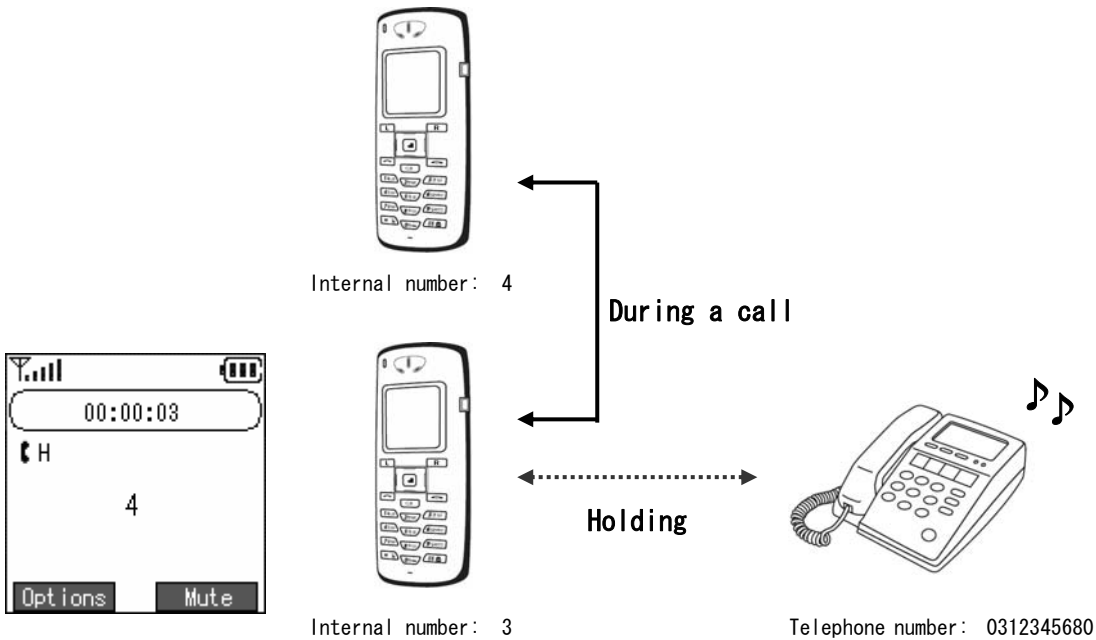 Internal number: 4
During a call
00:00:03
H
4
Options Mute
Holding
Internal number: 3
Telephone number: 0312345680